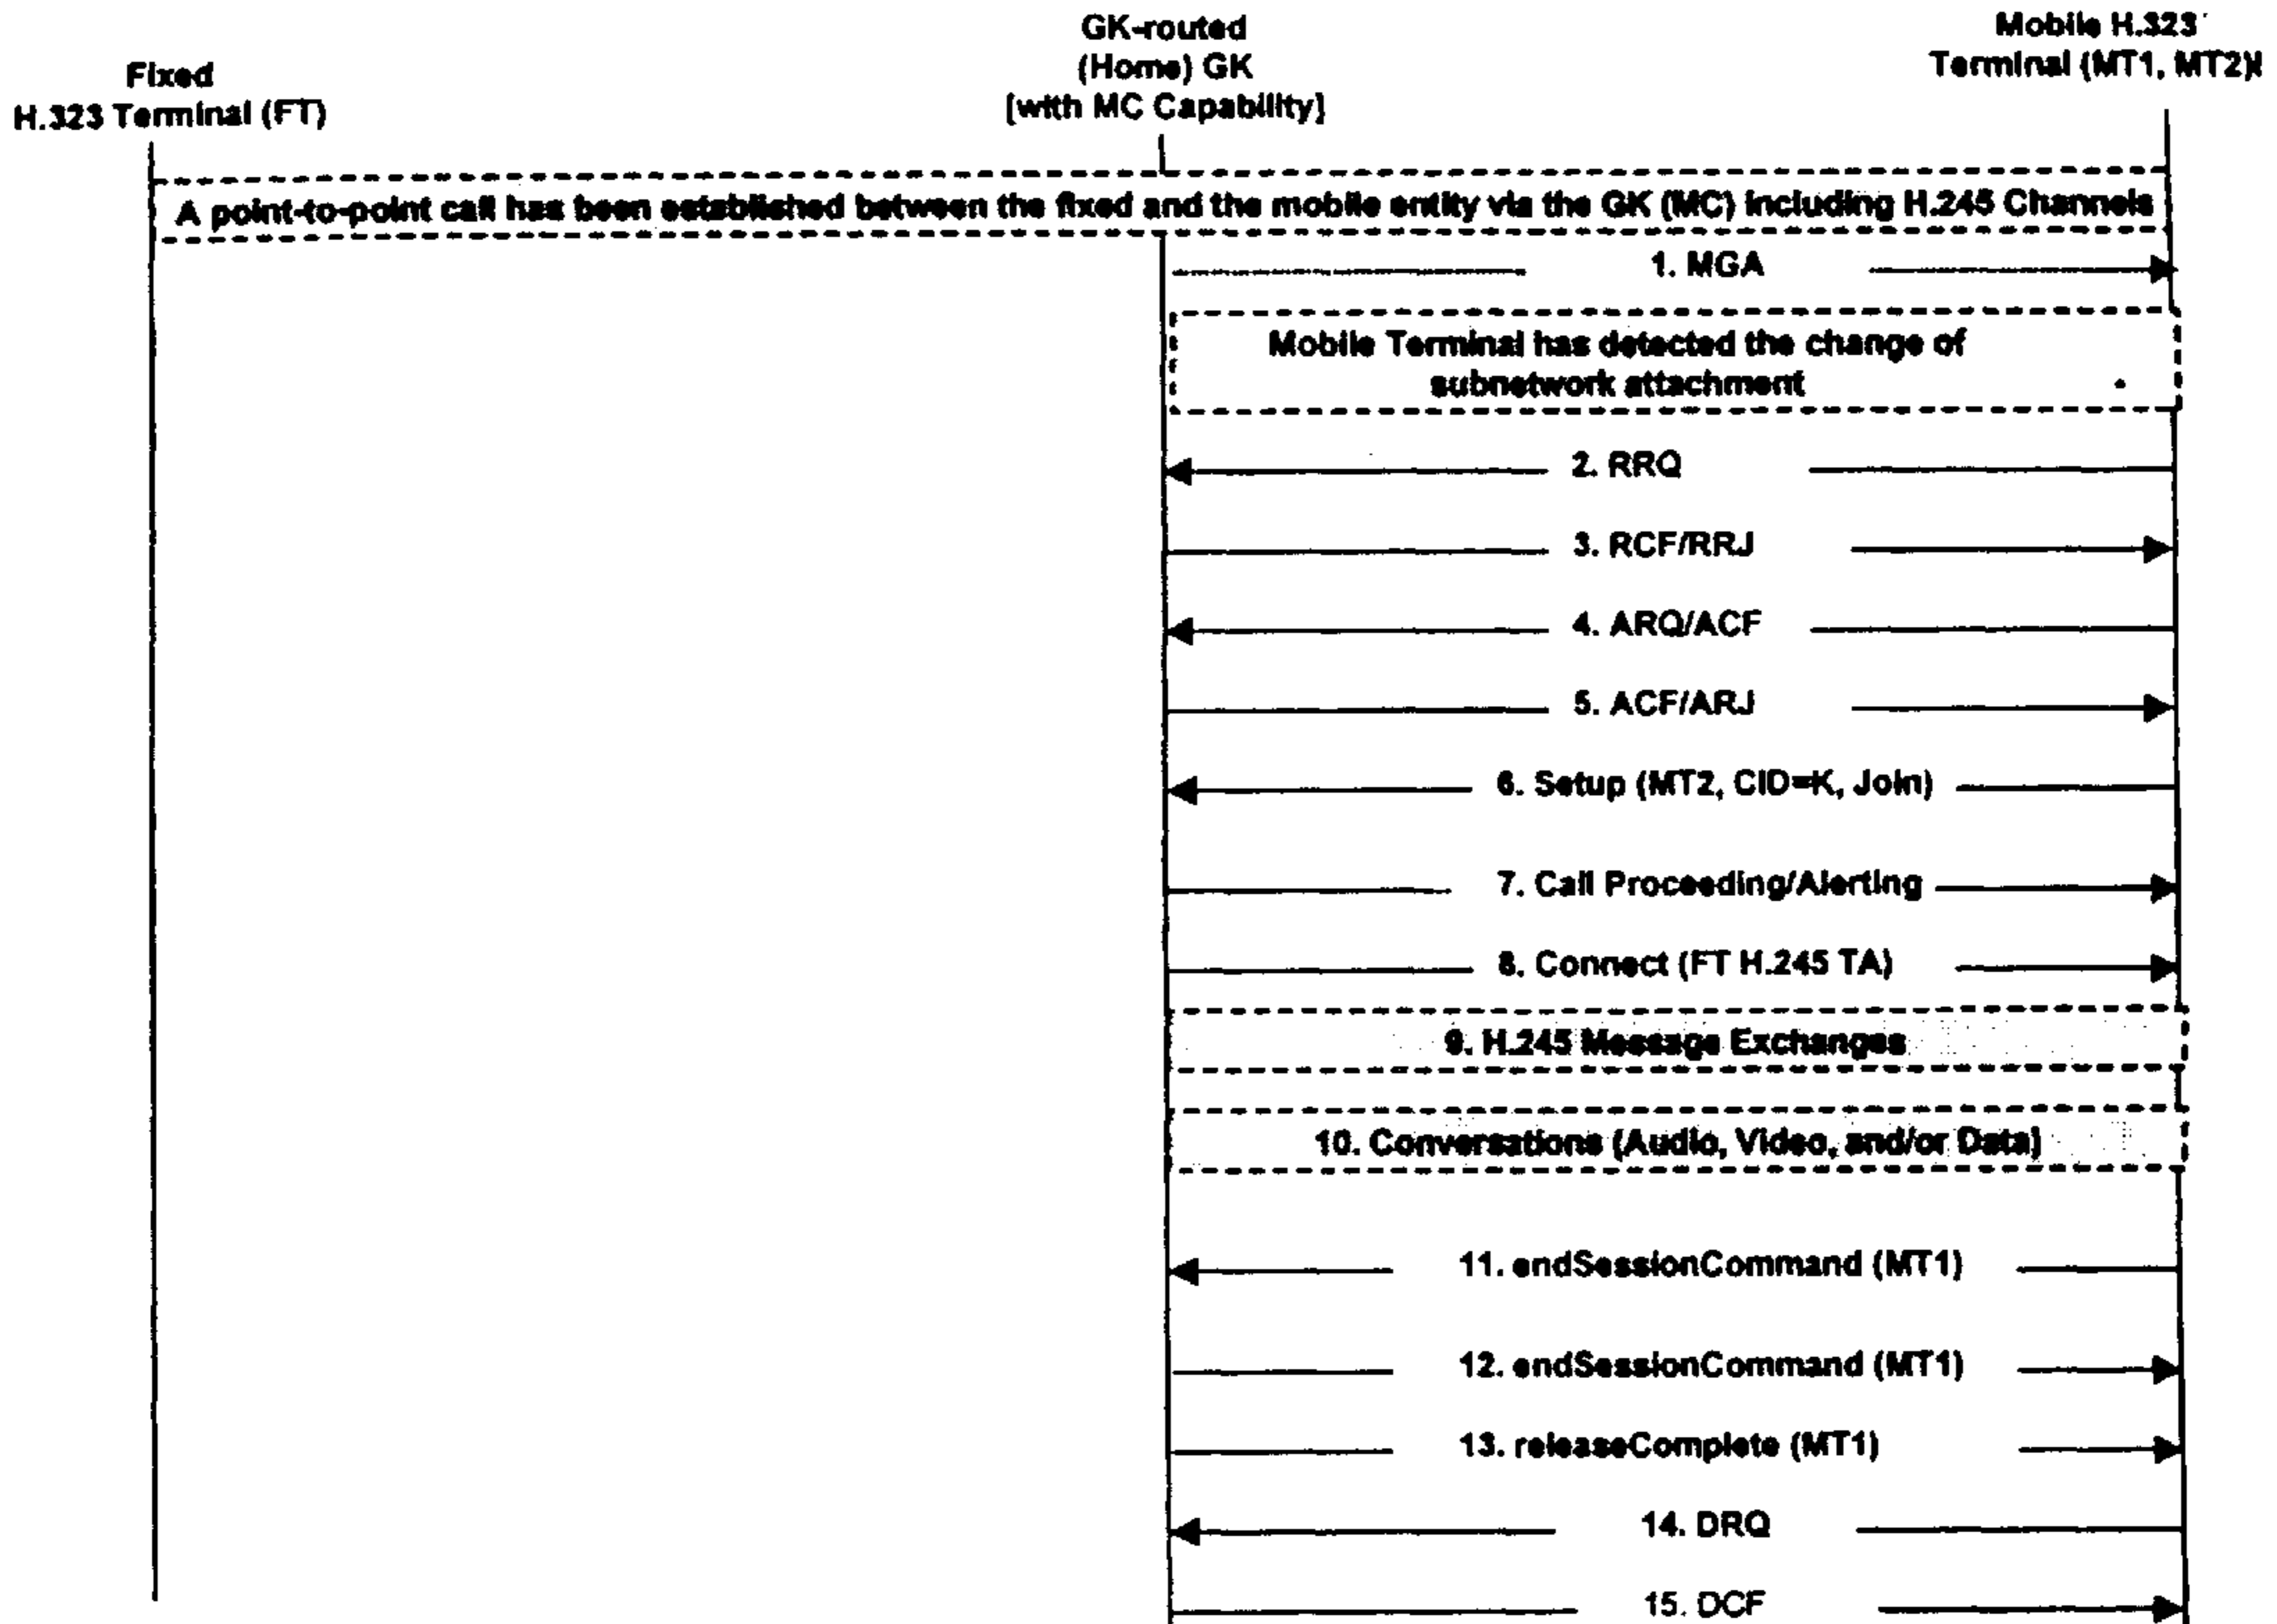 Fixed
H.323 Terminal (FT)
GK-routed
(Home) GK
[with MC Capability]
Mobile H.323
Terminal (MT1, MT2)
A point-to-point call has been established between the fixed and the mobile entity via the GK (MC) including H.245 Channels
1. MGA
Mobile Terminal has detected the change of
subnetwork attachment
2. RRQ
3. RCF/RRJ
4. ARQ/ACF
5. ACF/ARJ
6. Setup (MT2, CID=K, Join)
7. Call Proceeding/Alerting
8. Connect (FT H.245 TA)
9. H.245 Message Exchanges
10. Conversations (Audio, Video, and/or Data)
11. endSessionCommand (MT1)
12. endSessionCommand (MT1)
13. releaseComplete (MT1)
14. DRQ
15. DCF